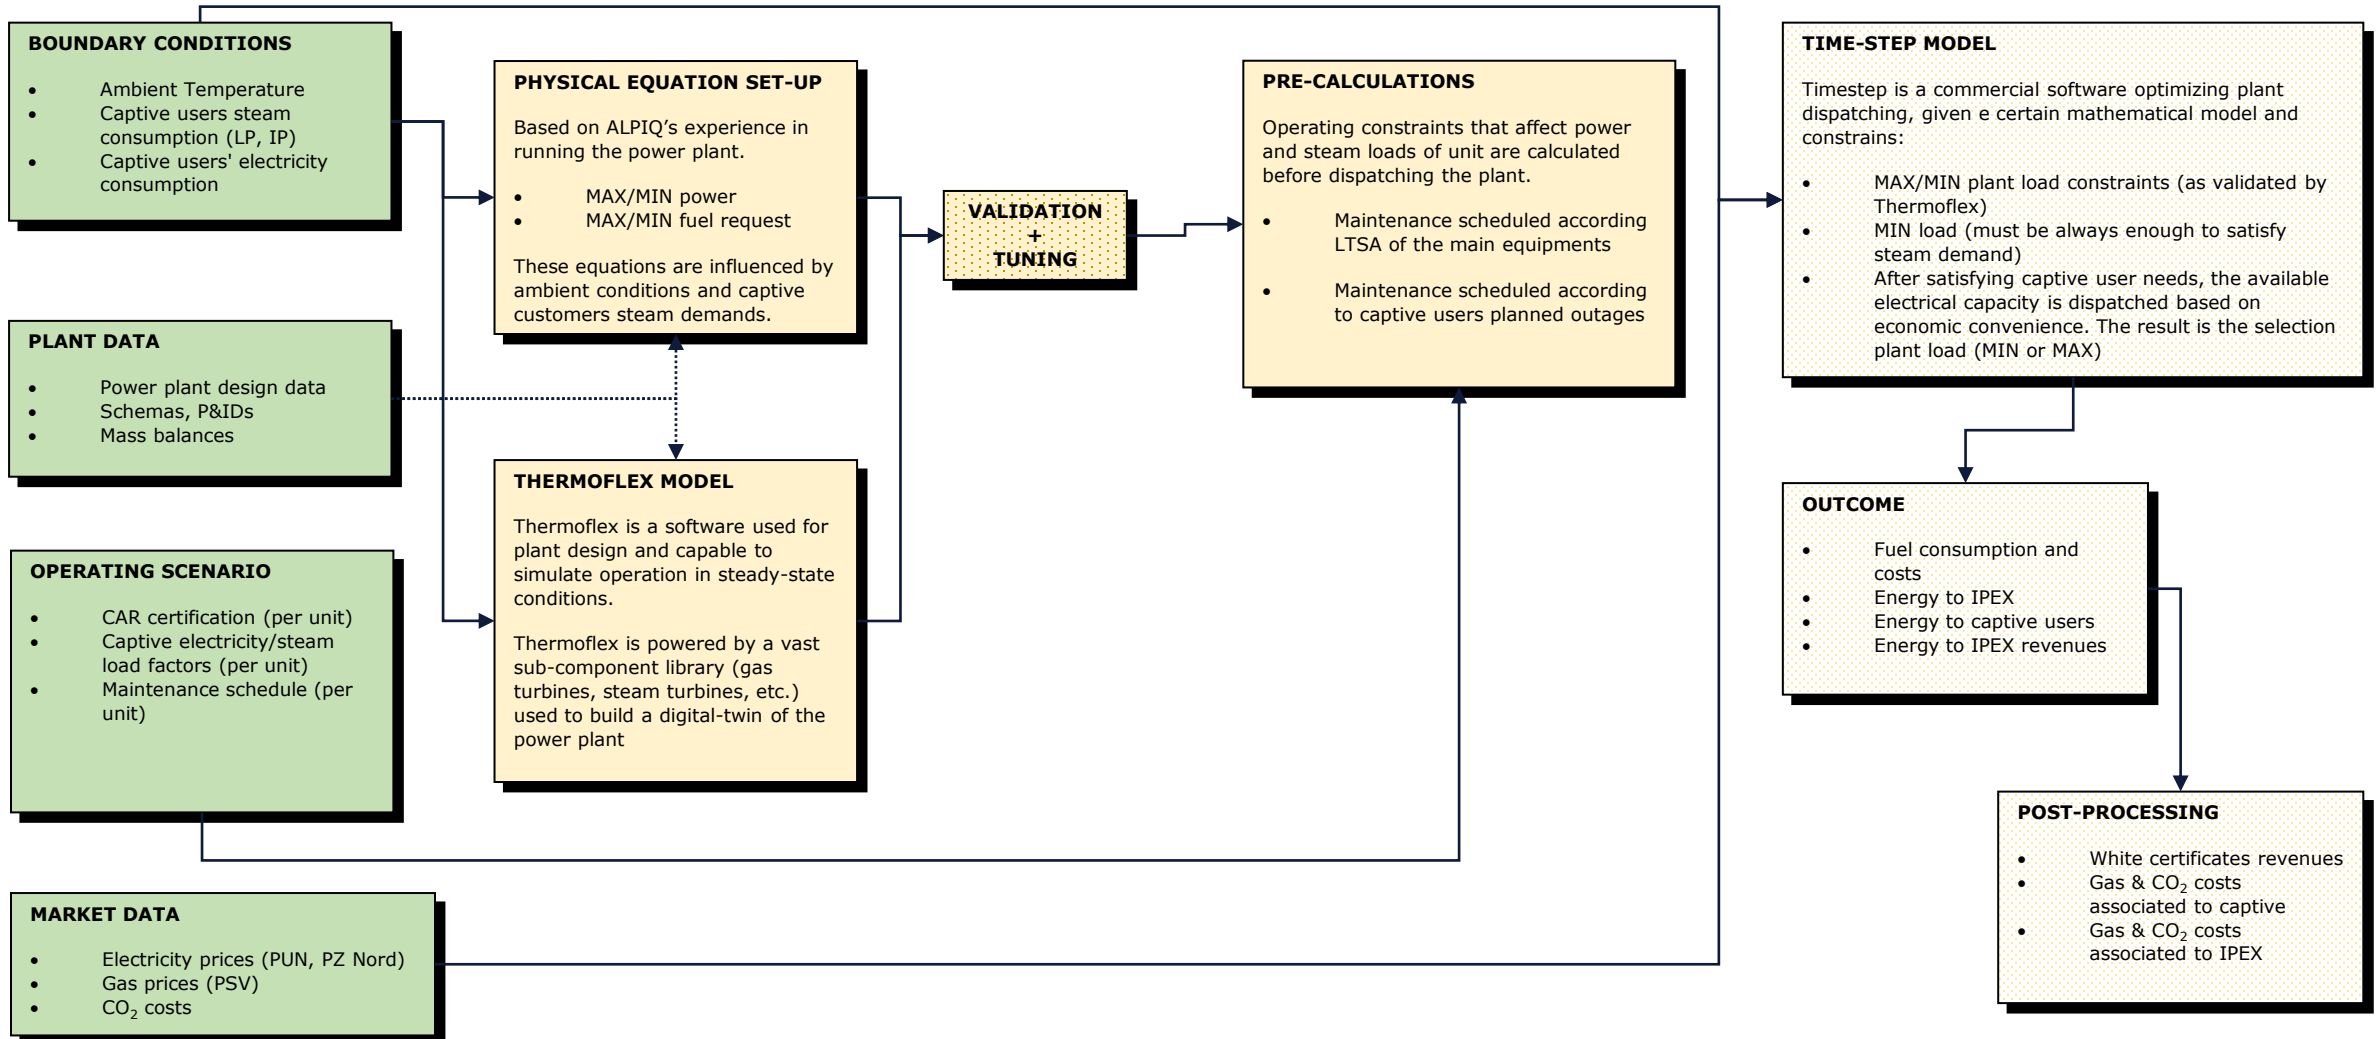 BOUNDARY CONDITIONS
• Ambient Temperature
• Captive users steam
consumption (LP, IP)
• Captive users' electricity
consumption
PLANT DATA
• Power plant design data
• Schemas, P&IDs
• Mass balances
OPERATING SCENARIO
• CAR certification (per unit)
• Captive electricity/steam
load factors (per unit)
• Maintenance schedule (per
unit)
MARKET DATA
• Electricity prices (PUN, PZ Nord)
• Gas prices (PSV)
• CO₂ costs
PHYSICAL EQUATION SET-UP
Based on ALPIQ’s experience in
running the power plant.
• MAX/MIN power
• MAX/MIN fuel request
These equations are influenced by
ambient conditions and captive
customers steam demands.
THERMOFLEX MODEL
Thermoflex is a software used for
plant design and capable to
simulate operation in steady-state
conditions.
Thermoflex is powered by a vast
sub-component library (gas
turbines, steam turbines, etc.)
used to build a digital-twin of the
power plant
VALIDATION
+
TUNING
PRE-CALCULATIONS
Operating constraints that affect power
and steam loads of unit are calculated
before dispatching the plant.
• Maintenance scheduled according
LTSA of the main equipments
• Maintenance scheduled according
to captive users planned outages
TIME-STEP MODEL
Timestep is a commercial software optimizing plant
dispatching, given e certain mathematical model and
constrains:
• MAX/MIN plant load constraints (as validated by
Thermoflex)
• MIN load (must be always enough to satisfy
steam demand)
• After satisfying captive user needs, the available
electrical capacity is dispatched based on
economic convenience. The result is the selection
plant load (MIN or MAX)
OUTCOME
• Fuel consumption and
costs
• Energy to IPEX
• Energy to captive users
• Energy to IPEX revenues
POST-PROCESSING
• White certificates revenues
• Gas & CO₂ costs
associated to captive
• Gas & CO₂ costs
associated to IPEX